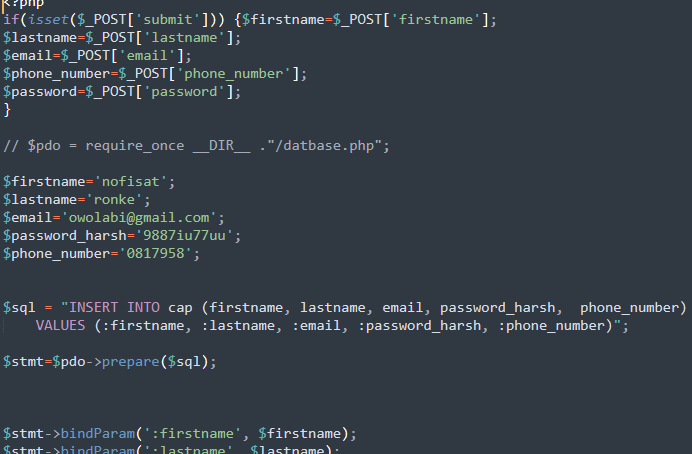 <?php
if(isset($_POST['submit'])) {$firstname=$_POST['firstname'];
$lastname=$_POST['lastname'];
$email=$_POST['email'];
$phone_number=$_POST['phone_number'];
$password=$_POST['password'];
}
// $pdo = require_once __DIR__ ."/datbase.php";
$firstname='nofisat';
$lastname='ronke';
$email='owolabi@gmail.com';
$password_harsh='9887iu77uu';
$phone_number='0817958';
$sql = "INSERT INTO cap (firstname, lastname, email, password_harsh,  phone_number)
    VALUES (:firstname, :lastname, :email, :password_harsh, :phone_number)";
$stmt=$pdo->prepare($sql);
$stmt->bindParam(':firstname', $firstname);
$stmt->bindParam(':lastname', $lastname);